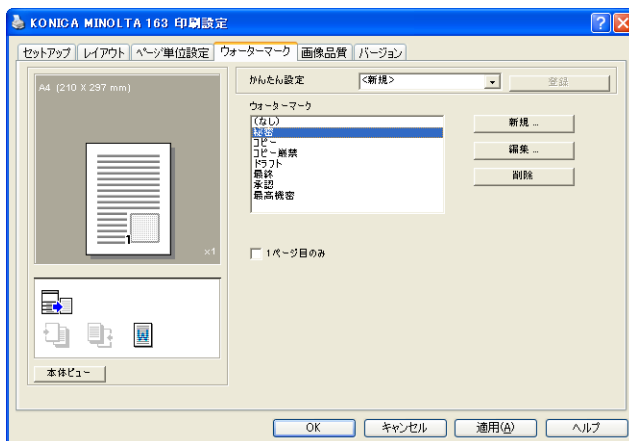 KONICA MINOLTA 163 印刷設定
セットアップ レイアウト ページ単位設定 ウォーターマーク 画像品質 バージョン
A4 (210 X 297 mm)
1
x1
本体ビュー
かんたん設定 <新規> 登録
ウォーターマーク
(なし)
秘密
コピー
コピー厳禁
ドラフト
最終
承認
最高機密
新規 ...
編集 ...
削除
1ページ目のみ
OK キャンセル 適用(A) ヘルプ